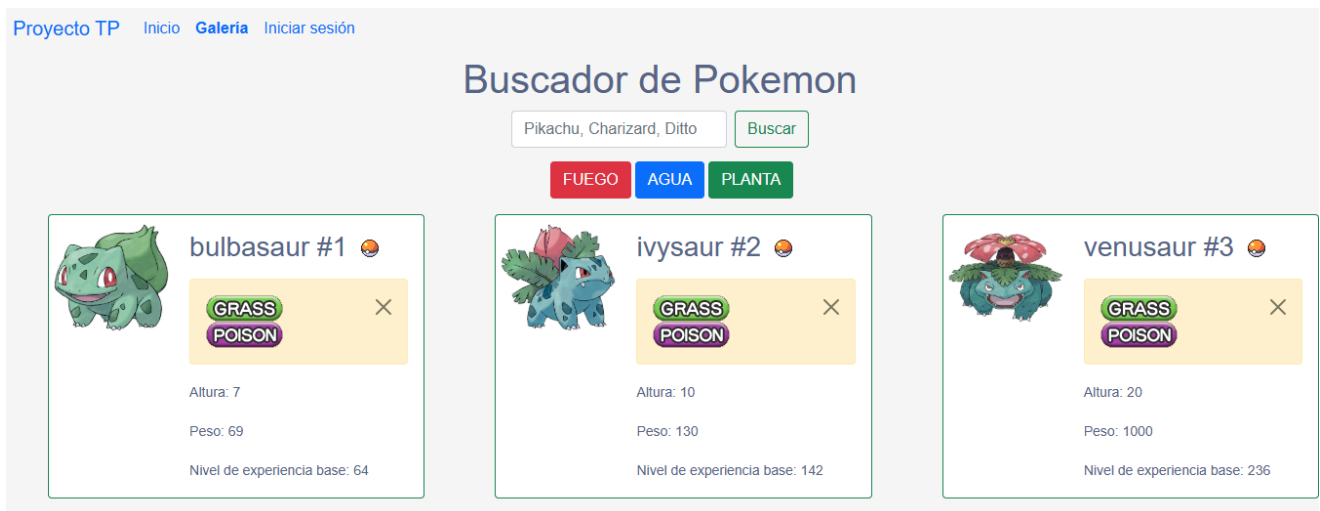 Proyecto TP Inicio Galería Iniciar sesión
Buscador de Pokemon
Pikachu, Charizard, Ditto Buscar
FUEGO AGUA PLANTA
bulbasaur #1
GRASS
POISON
Altura: 7
Peso: 69
Nivel de experiencia base: 64
ivysaur #2
GRASS
POISON
Altura: 10
Peso: 130
Nivel de experiencia base: 142
venusaur #3
GRASS
POISON
Altura: 20
Peso: 1000
Nivel de experiencia base: 236